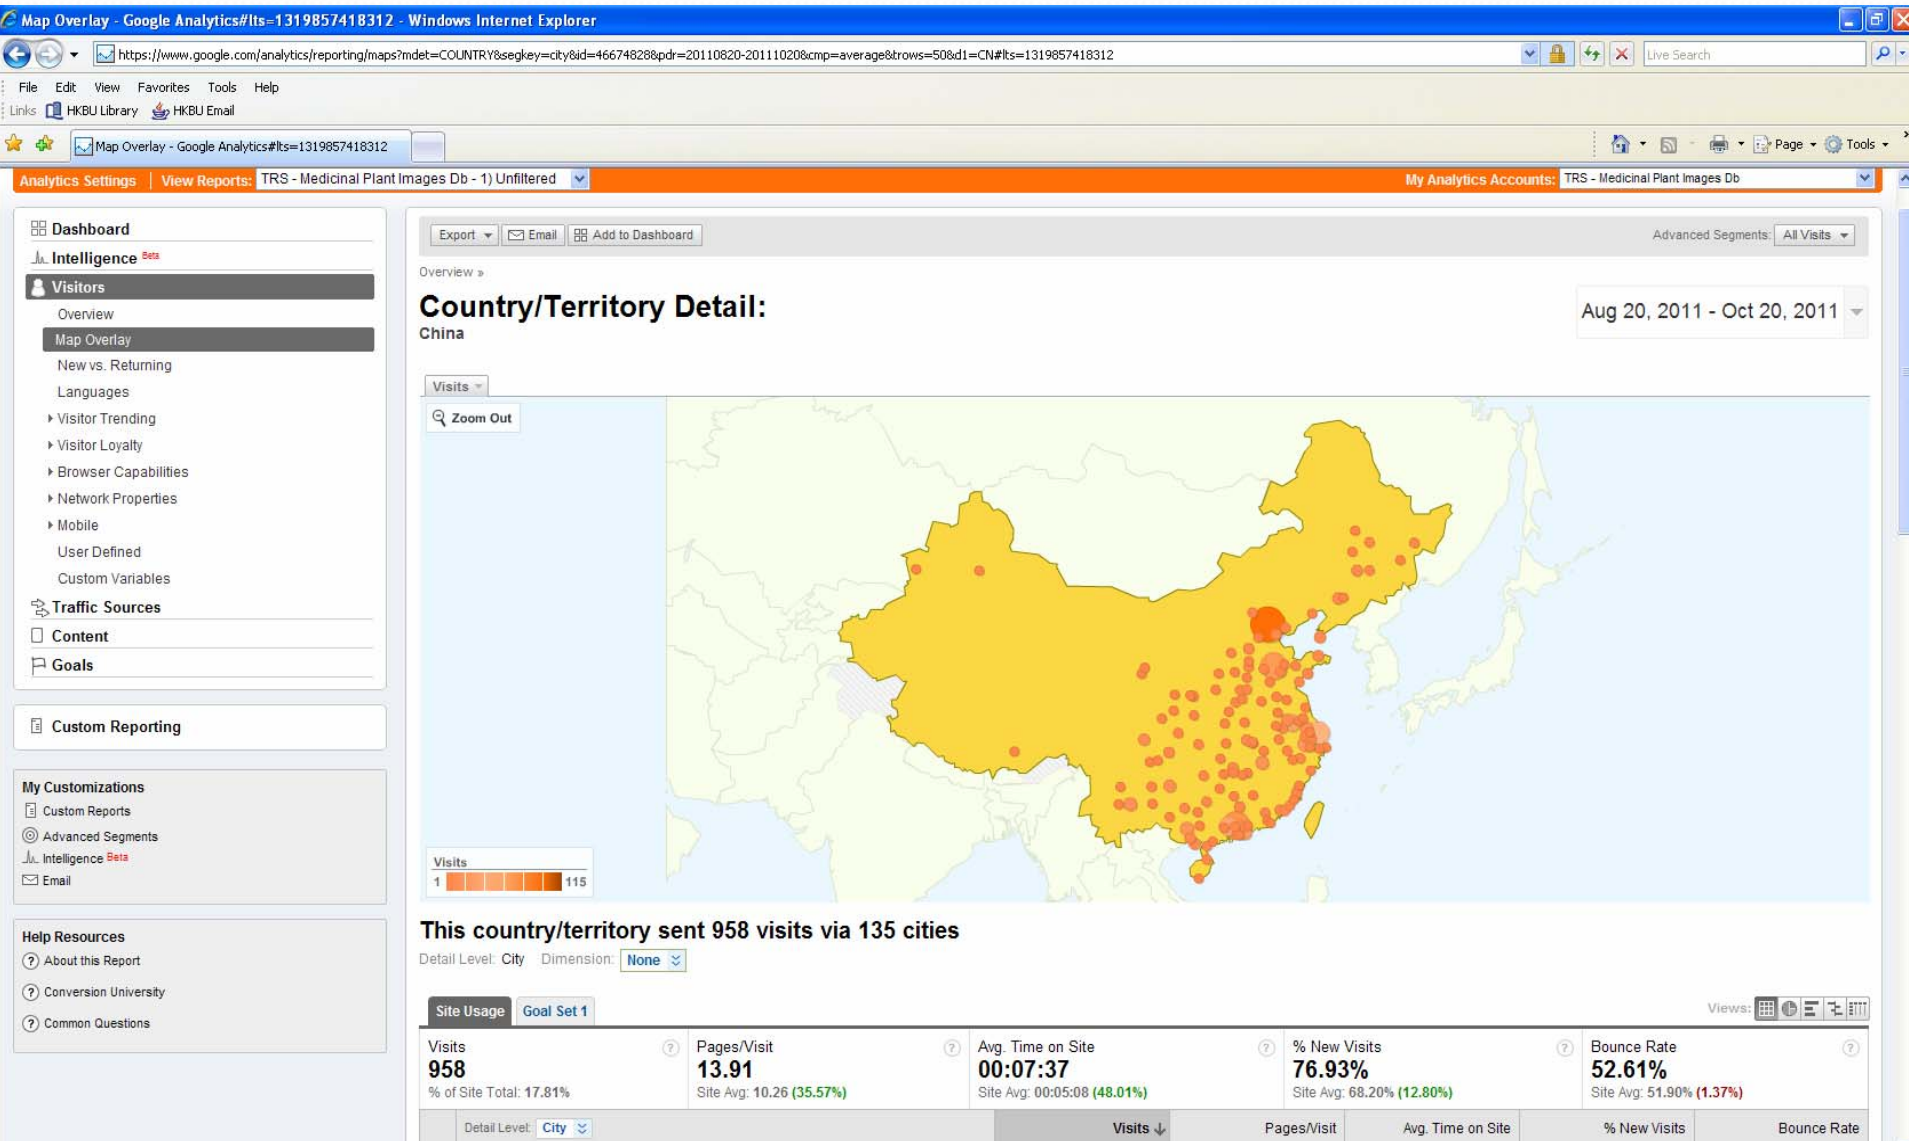 Map Overlay - Google Analytics#lts=1319857418312 - Windows Internet Explorer
https://www.google.com/analytics/reporting/maps?mdet=COUNTRY&segkey=city&id=46674828&pdr=20110820-20111020&cmp=average&trows=50&d1=CN#lts=1319857418312
Live Search
File Edit View Favorites Tools Help
Links HKBU Library HKBU Email
Map Overlay - Google Analytics#lts=1319857418312
Page Tools
Analytics Settings | View Reports: TRS - Medicinal Plant Images Db - 1) Unfiltered
My Analytics Accounts: TRS - Medicinal Plant Images Db
Dashboard
Intelligence Beta
Visitors
Overview
Map Overlay
New vs. Returning
Languages
Visitor Trending
Visitor Loyalty
Browser Capabilities
Network Properties
Mobile
User Defined
Custom Variables
Traffic Sources
Content
Goals
Custom Reporting
My Customizations
Custom Reports
Advanced Segments
Intelligence Beta
Email
Help Resources
About this Report
Conversion University
Common Questions
Export Email Add to Dashboard
Advanced Segments: All Visits
Overview »
Country/Territory Detail:
China
Aug 20, 2011 - Oct 20, 2011
Visits
Zoom Out
Visits
1 115
This country/territory sent 958 visits via 135 cities
Detail Level: City Dimension: None
Site Usage Goal Set 1
Views:
Visits
958
% of Site Total: 17.81%
Pages/Visit
13.91
Site Avg: 10.26 (35.57%)
Avg. Time on Site
00:07:37
Site Avg: 00:05:08 (48.01%)
% New Visits
76.93%
Site Avg: 68.20% (12.80%)
Bounce Rate
52.61%
Site Avg: 51.90% (1.37%)
Detail Level: City
Visits Pages/Visit Avg. Time on Site % New Visits Bounce Rate